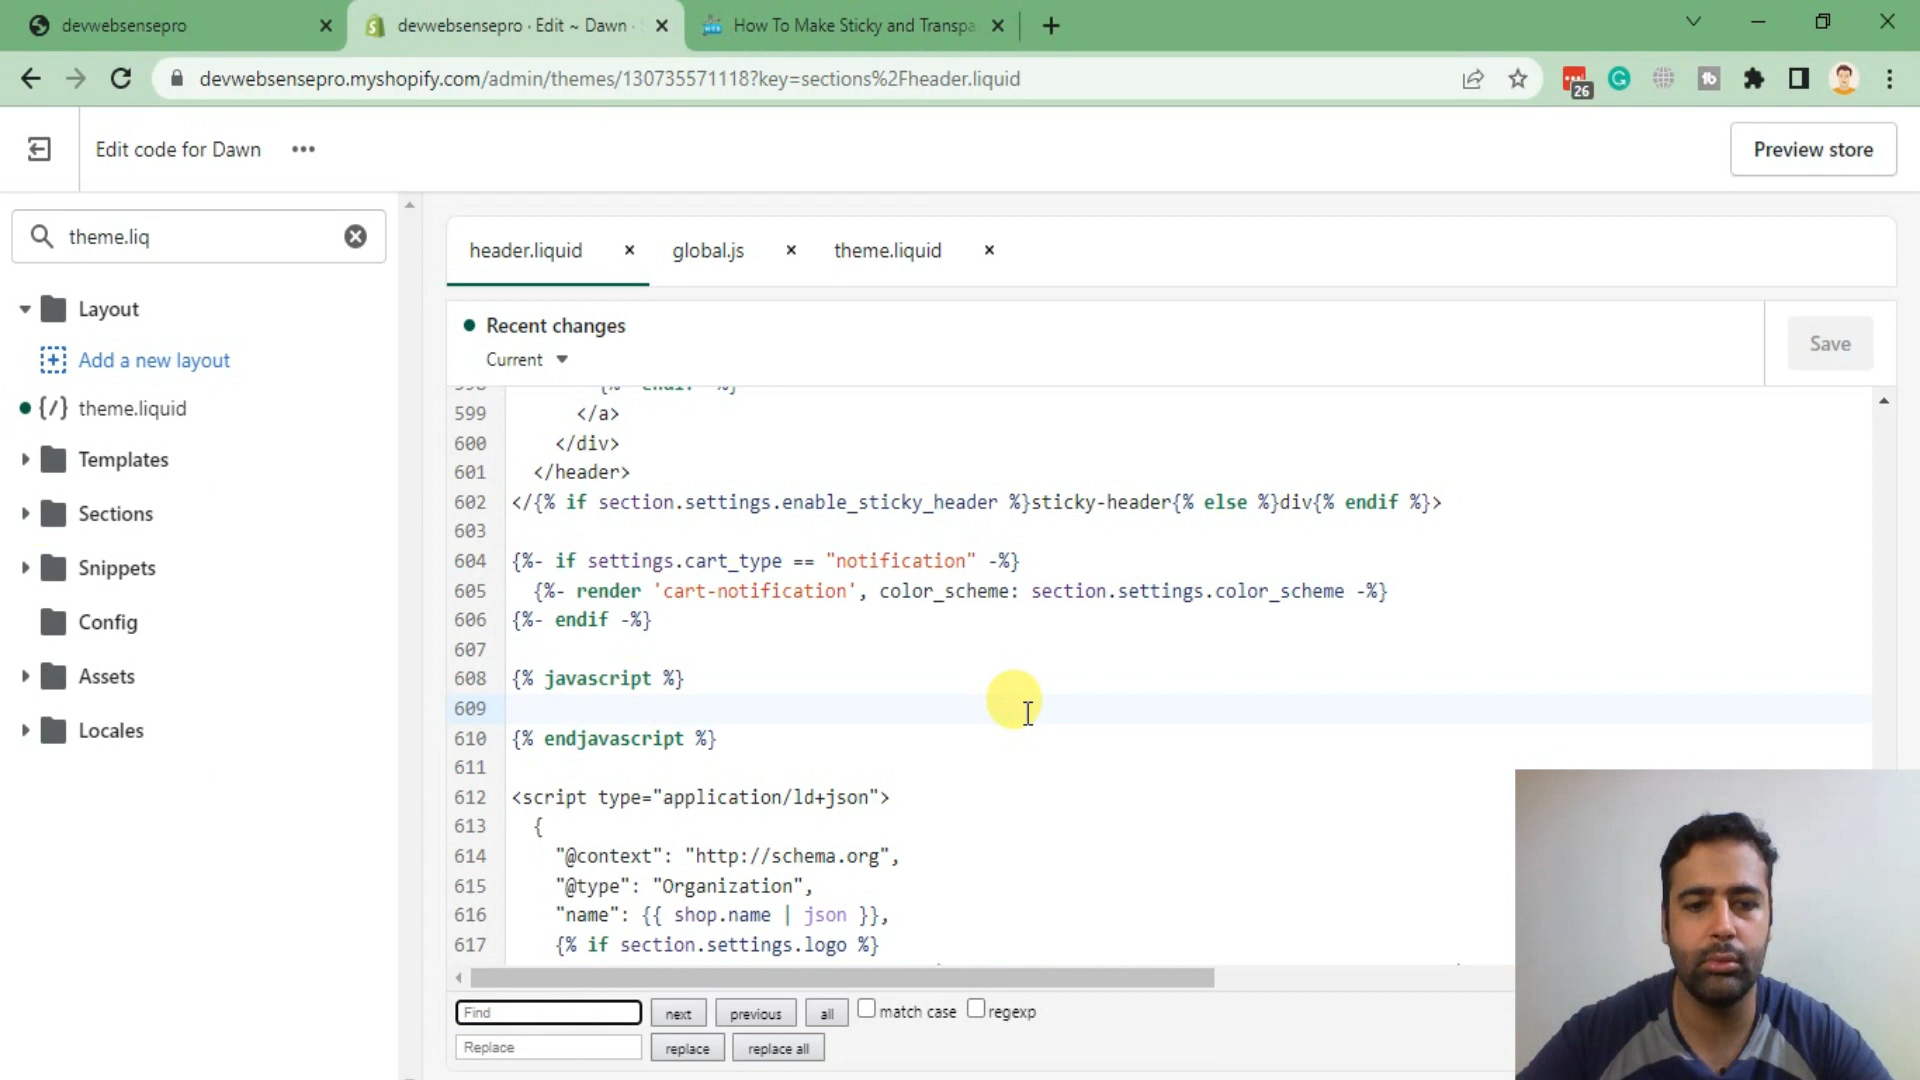 devwebsensepro
devwebsensepro · Edit ~ Dawn ·
How To Make Sticky and Transpa
devwebsensepro.myshopify.com/admin/themes/130735571118?key=sections%2Fheader.liquid
26
Edit code for Dawn
Preview store
theme.liq
Layout
Add a new layout
{/} theme.liquid
Templates
Sections
Snippets
Config
Assets
Locales
header.liquid
global.js
theme.liquid
Recent changes
Current
Save
598 {%- endif -%}
599 </a>
600 </div>
601 </header>
602 </{% if section.settings.enable_sticky_header %}sticky-header{% else %}div{% endif %}>
603
604 {%- if settings.cart_type == "notification" -%}
605 {%- render 'cart-notification', color_scheme: section.settings.color_scheme -%}
606 {%- endif -%}
607
608 {% javascript %}
609
610 {% endjavascript %}
611
612 <script type="application/ld+json">
613 {
614 "@context": "http://schema.org",
615 "@type": "Organization",
616 "name": {{ shop.name | json }},
617 {% if section.settings.logo %}
Find
next
previous
all
match case
regexp
Replace
replace
replace all